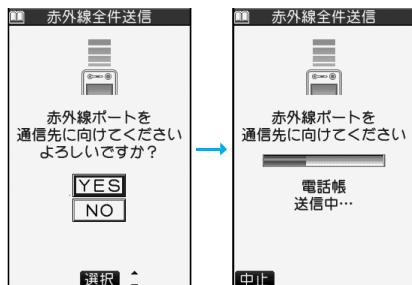 赤外線全件送信
赤外線ポートを
通信先に向けてください
よろしいですか？
YES
NO
選択
赤外線全件送信
赤外線ポートを
通信先に向けてください
電話帳
送信中…
中止